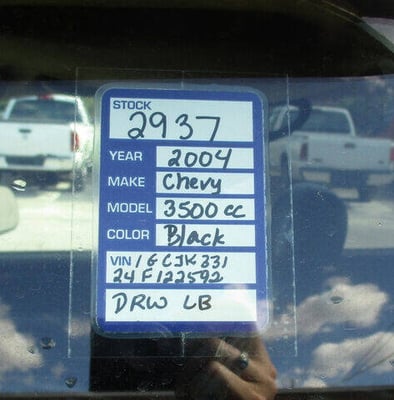 STOCK
2937
YEAR 2004
MAKE Chevy
MODEL 3500 cc
COLOR Black
VIN 1GCJK331
24F122592
DRW LB